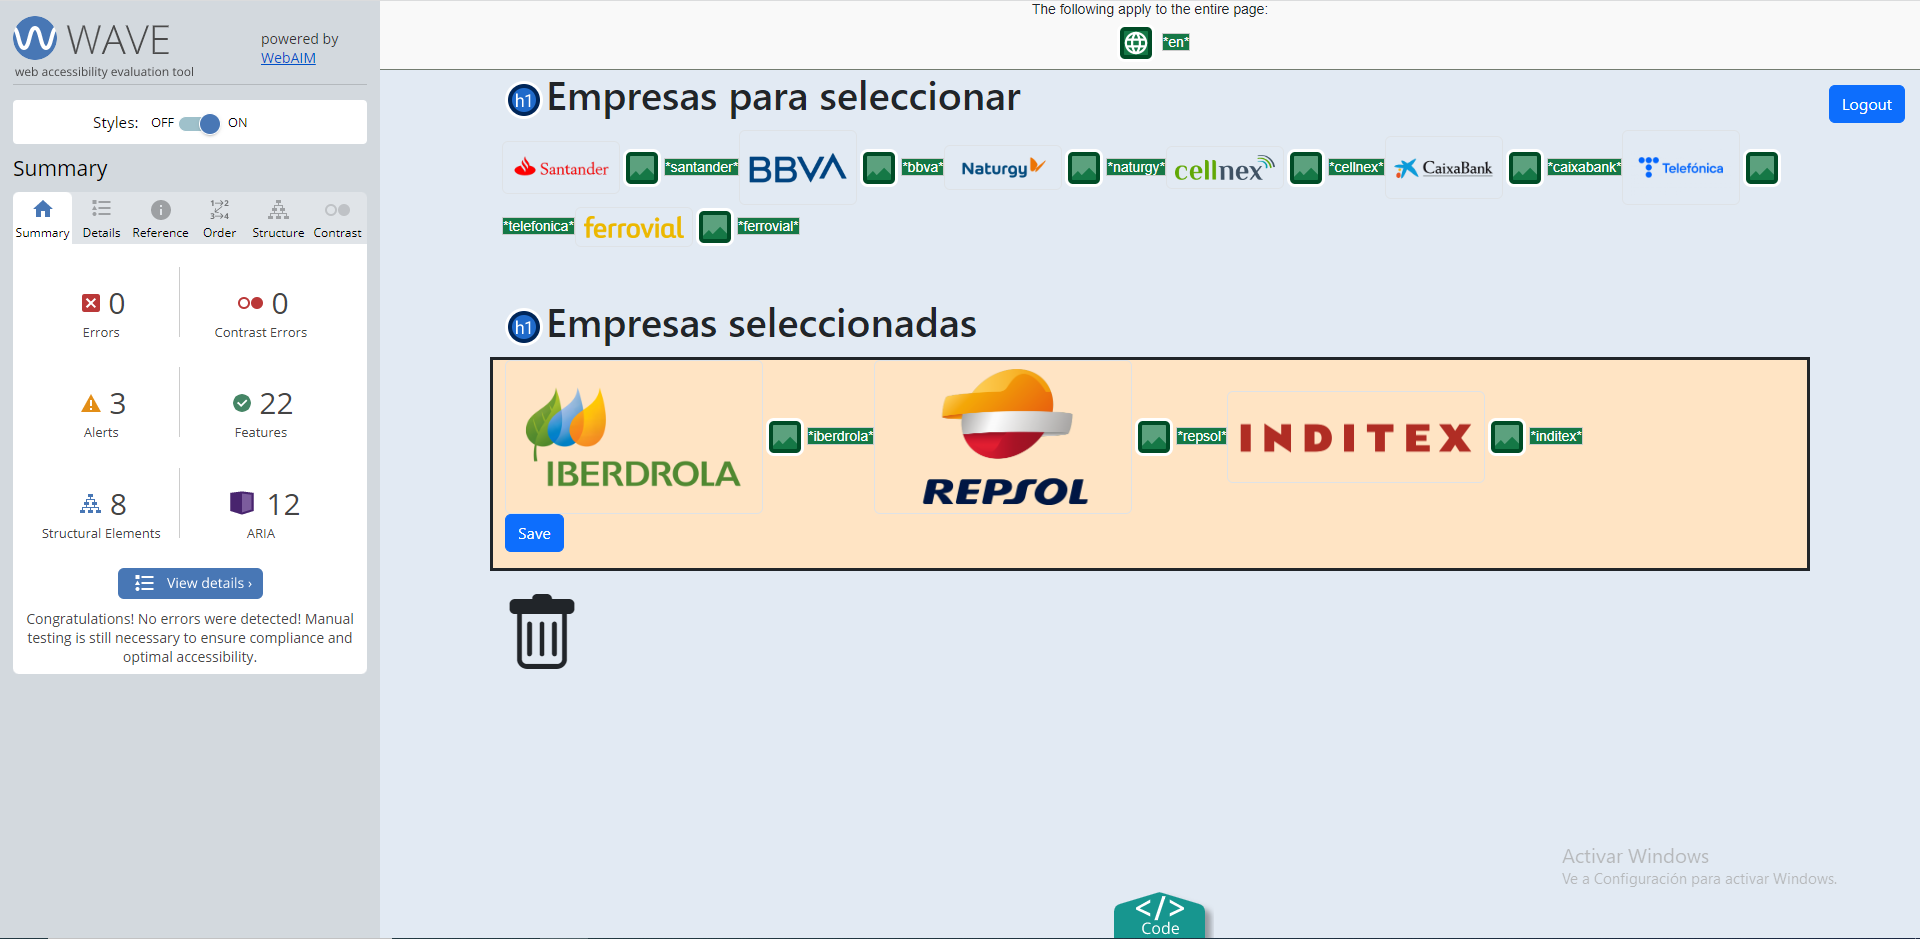 WAVE
powered by
WebAIM
web accessibility evaluation tool
Styles: OFF ON
Summary
Summary Details Reference Order Structure Contrast
0 0
Errors Contrast Errors
3 22
Alerts Features
8 12
Structural Elements ARIA
View details ›
Congratulations! No errors were detected! Manual
testing is still necessary to ensure compliance and
optimal accessibility.
The following apply to the entire page:
*en*
h1 Empresas para seleccionar
Logout
Santander *santander* BBVA *bbva* Naturgy *naturgy* cellnex *cellnex* CaixaBank *caixabank* Telefónica
*telefonica* ferrovial *ferrovial*
h1 Empresas seleccionadas
IBERDROLA *iberdrola* REPSOL *repsol* INDITEX *inditex*
Save
Activar Windows
Ve a Configuración para activar Windows.
</>
Code